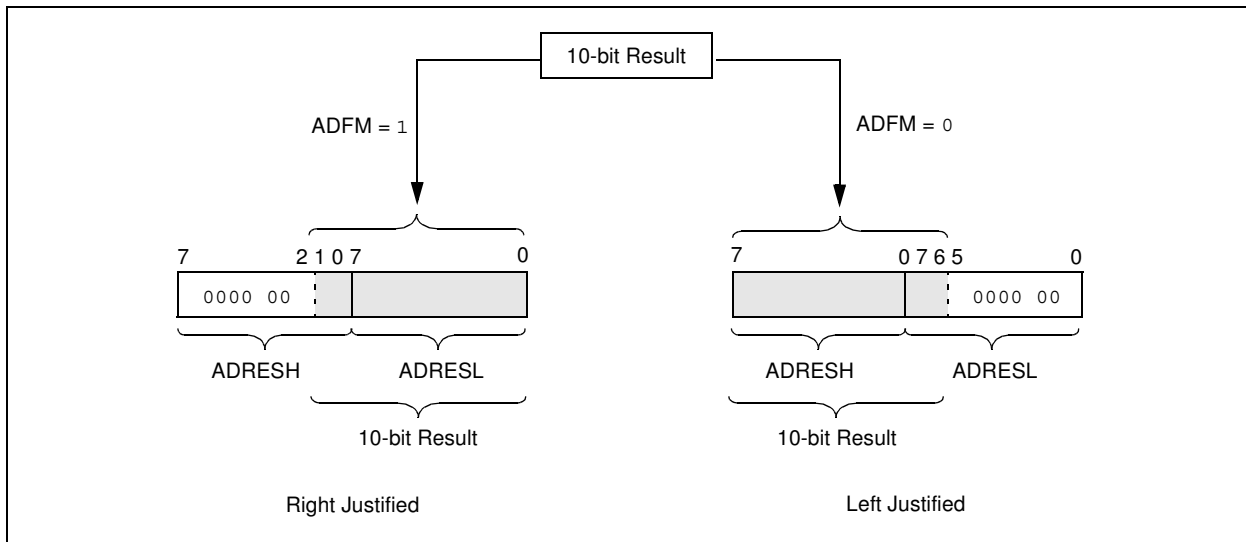 10-bit Result
ADFM = 1
ADFM = 0
7 2 1 0 7 0
7 0 7 6 5 0
0000 00
0000 00
ADRESH ADRESL
ADRESH ADRESL
10-bit Result
10-bit Result
Right Justified
Left Justified